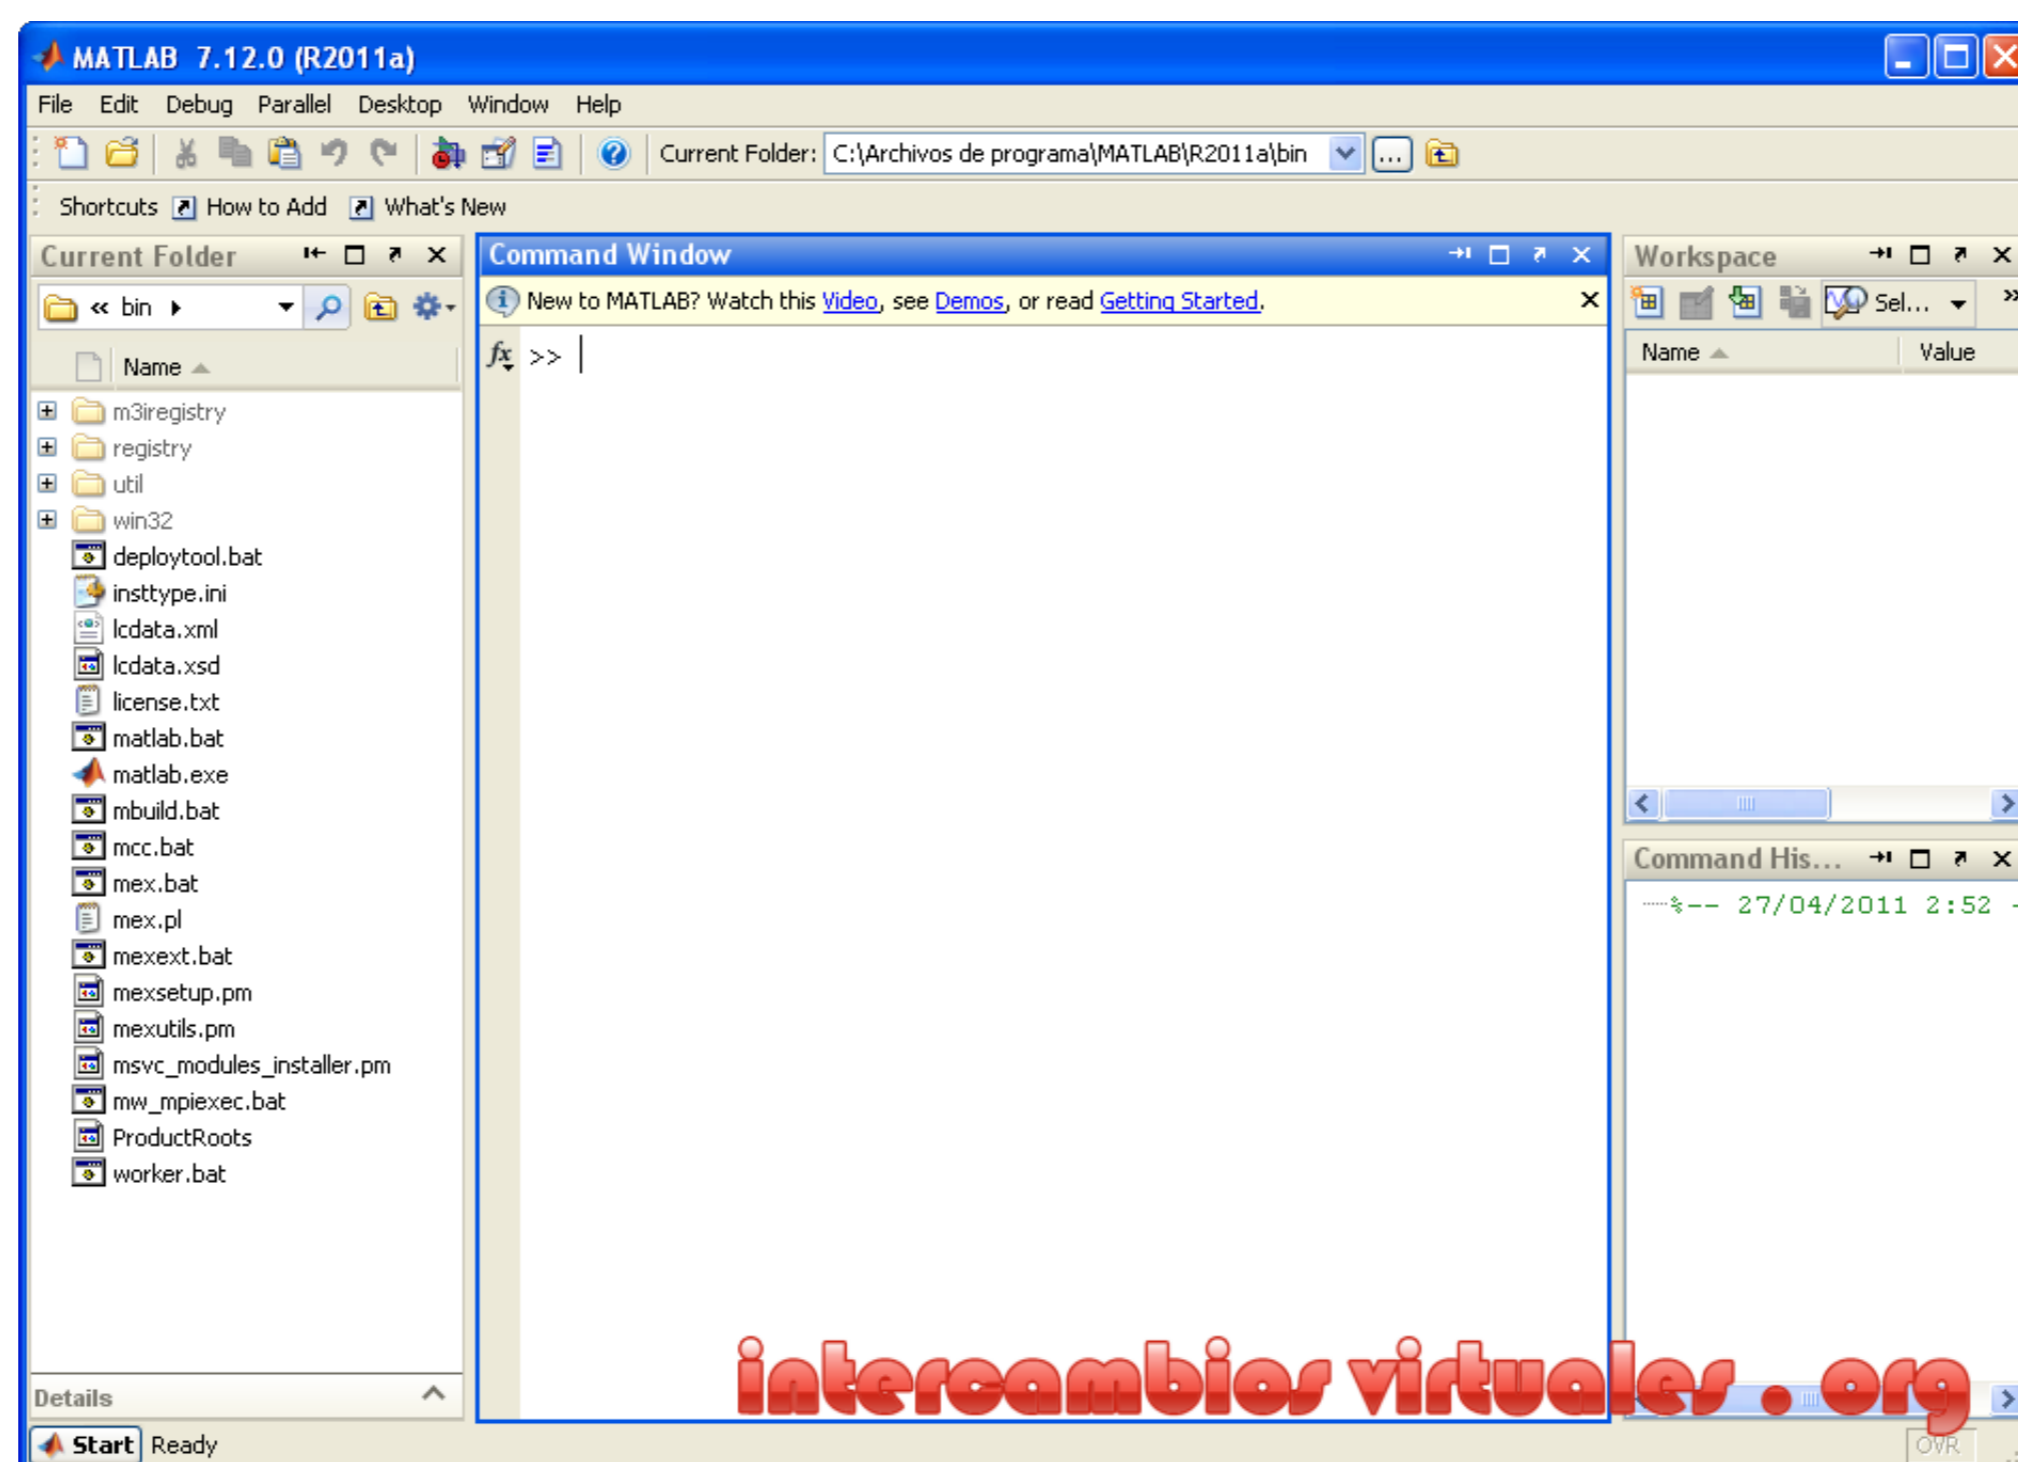 MATLAB 7.12.0 (R2011a)
File Edit Debug Parallel Desktop Window Help
Current Folder: C:\Archivos de programa\MATLAB\R2011a\bin ...
Shortcuts How to Add What's New
Current Folder
« bin
Name
m3iregistry
registry
util
win32
deploytool.bat
insttype.ini
lcdata.xml
lcdata.xsd
license.txt
matlab.bat
matlab.exe
mbuild.bat
mcc.bat
mex.bat
mex.pl
mexext.bat
mexsetup.pm
mexutils.pm
msvc_modules_installer.pm
mw_mpiexec.bat
ProductRoots
worker.bat
Details
Command Window
New to MATLAB? Watch this Video, see Demos, or read Getting Started.
fx >>
Workspace
Sel... »
Name Value
Command His...
%-- 27/04/2011 2:52 -
intercambios virtuales . org
Start Ready
OVR